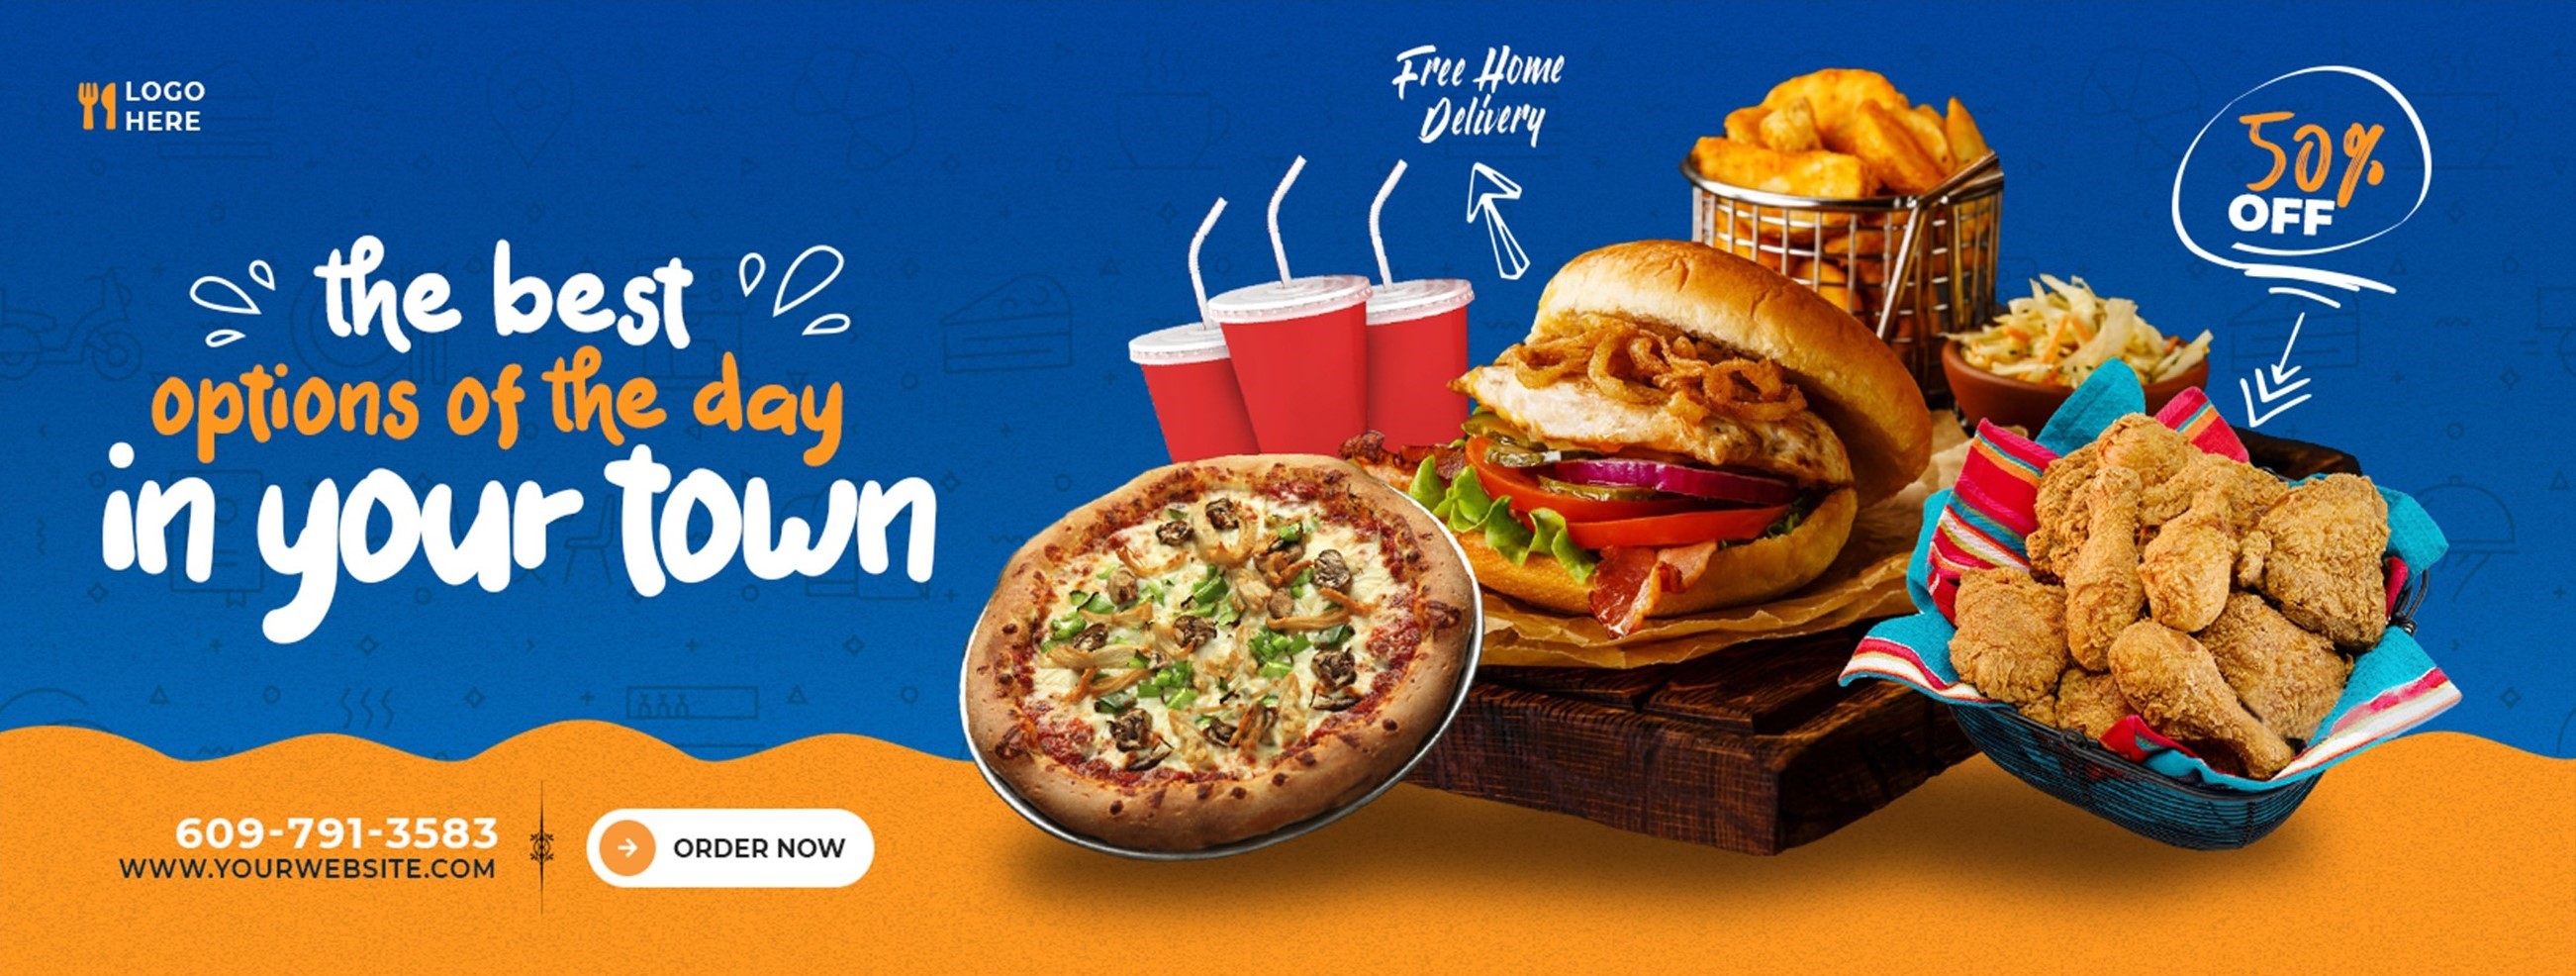 LOGO
HERE
the best
options of the day
in your town
609-791-3583
WWW.YOURWEBSITE.COM
ORDER NOW
Free Home
Delivery
50%
OFF